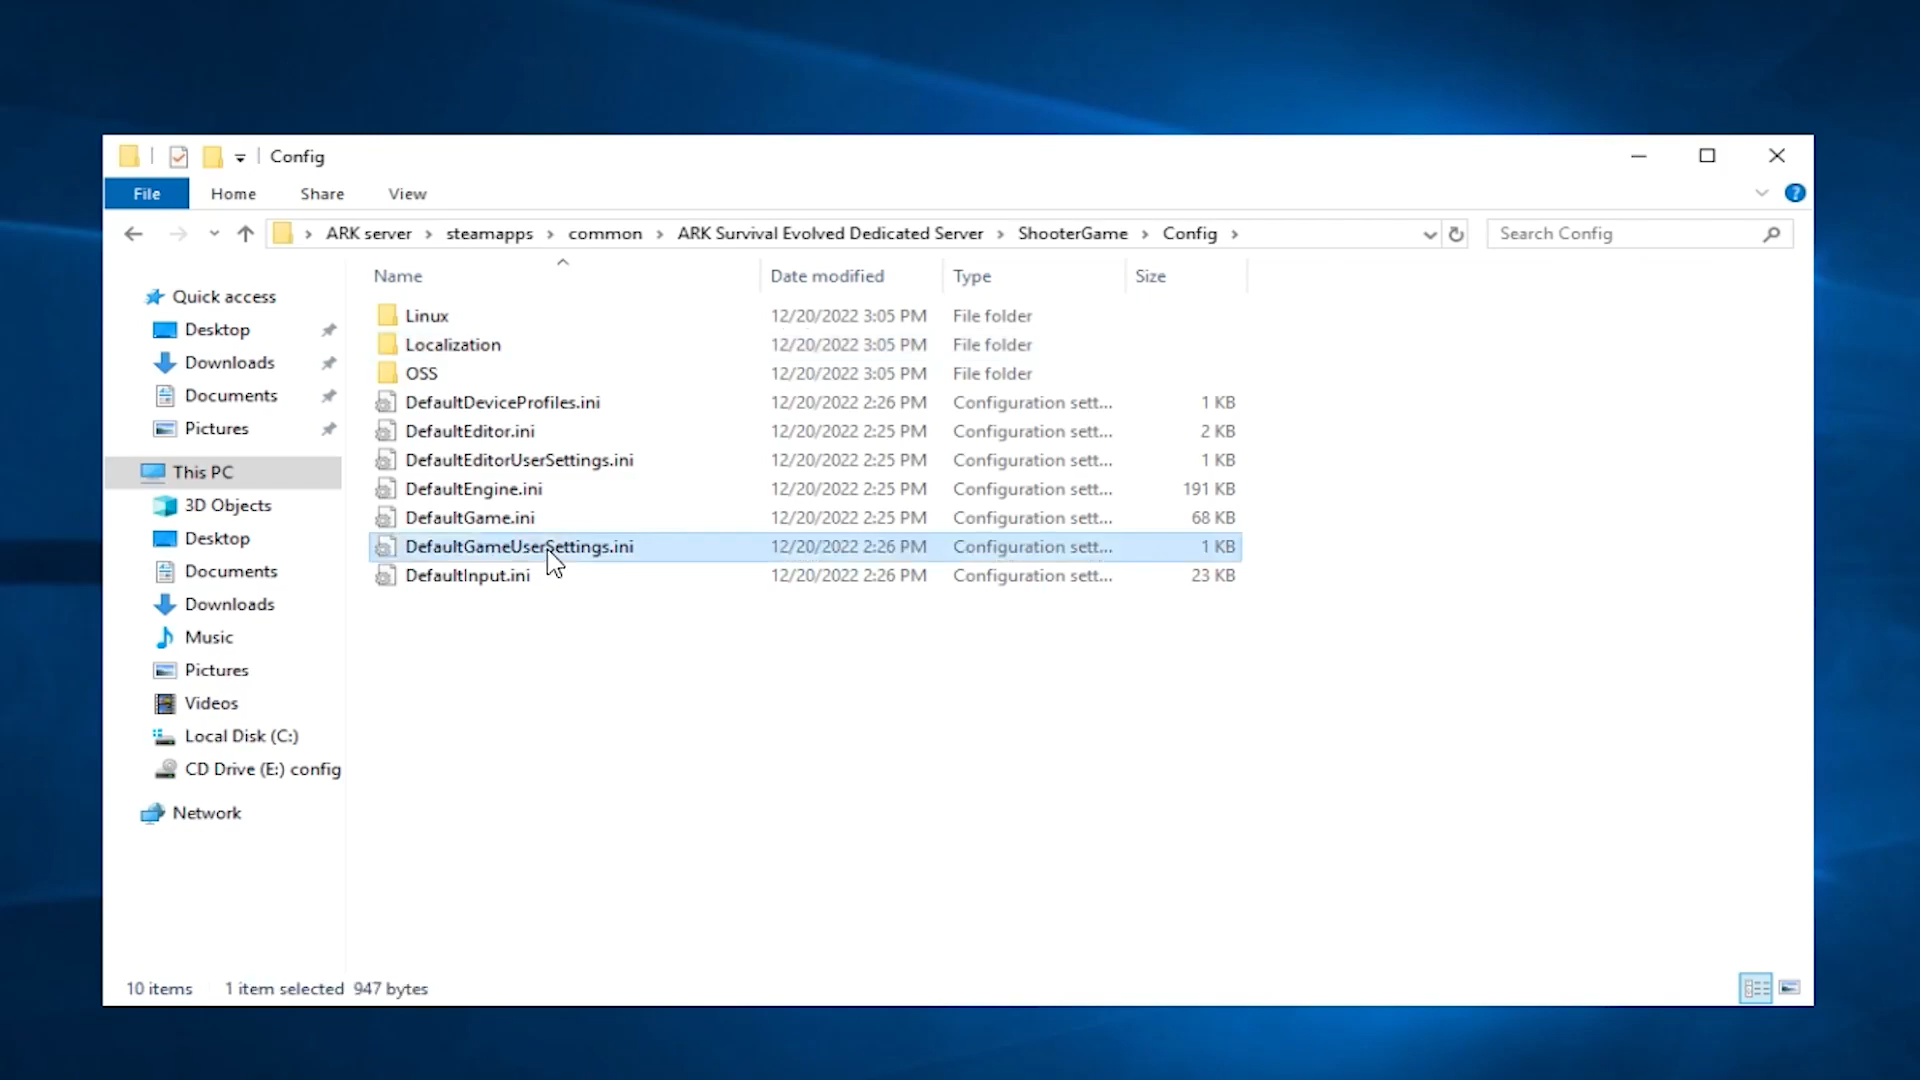 Config
File Home Share View
ARK server steamapps common ARK Survival Evolved Dedicated Server ShooterGame Config Search Config
Name Date modified Type Size
Quick access
Desktop
Downloads
Documents
Pictures
This PC
3D Objects
Desktop
Documents
Downloads
Music
Pictures
Videos
Local Disk (C:)
CD Drive (E:) config
Network
Linux 12/20/2022 3:05 PM File folder
Localization 12/20/2022 3:05 PM File folder
OSS 12/20/2022 3:05 PM File folder
DefaultDeviceProfiles.ini 12/20/2022 2:26 PM Configuration sett... 1 KB
DefaultEditor.ini 12/20/2022 2:25 PM Configuration sett... 2 KB
DefaultEditorUserSettings.ini 12/20/2022 2:25 PM Configuration sett... 1 KB
DefaultEngine.ini 12/20/2022 2:25 PM Configuration sett... 191 KB
DefaultGame.ini 12/20/2022 2:25 PM Configuration sett... 68 KB
DefaultGameUserSettings.ini 12/20/2022 2:26 PM Configuration sett... 1 KB
DefaultInput.ini 12/20/2022 2:26 PM Configuration sett... 23 KB
10 items 1 item selected 947 bytes